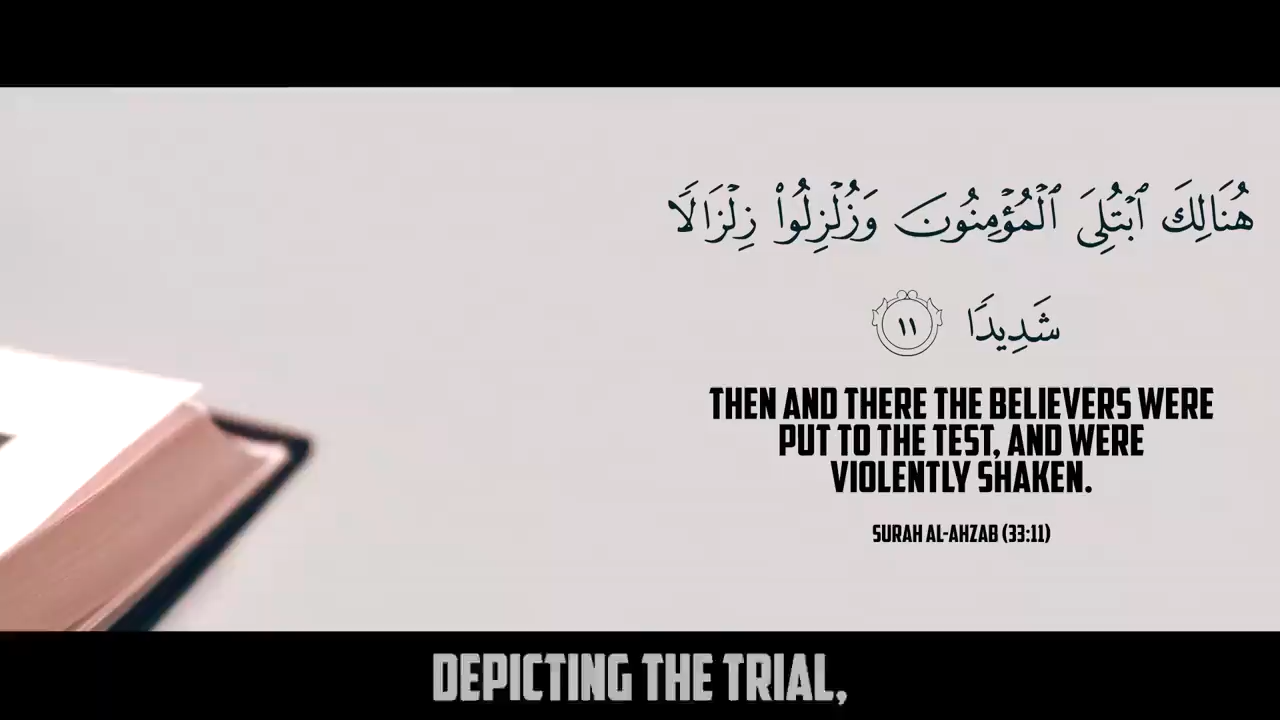 هُنَالِكَ ٱبْتُلِىَ ٱلْمُؤْمِنُونَ وَزُلْزِلُوا۟ زِلْزَالًا
شَدِيدًا ١١
THEN AND THERE THE BELIEVERS WERE
PUT TO THE TEST, AND WERE
VIOLENTLY SHAKEN.
SURAH AL-AHZAB (33:11)
DEPICTING THE TRIAL,